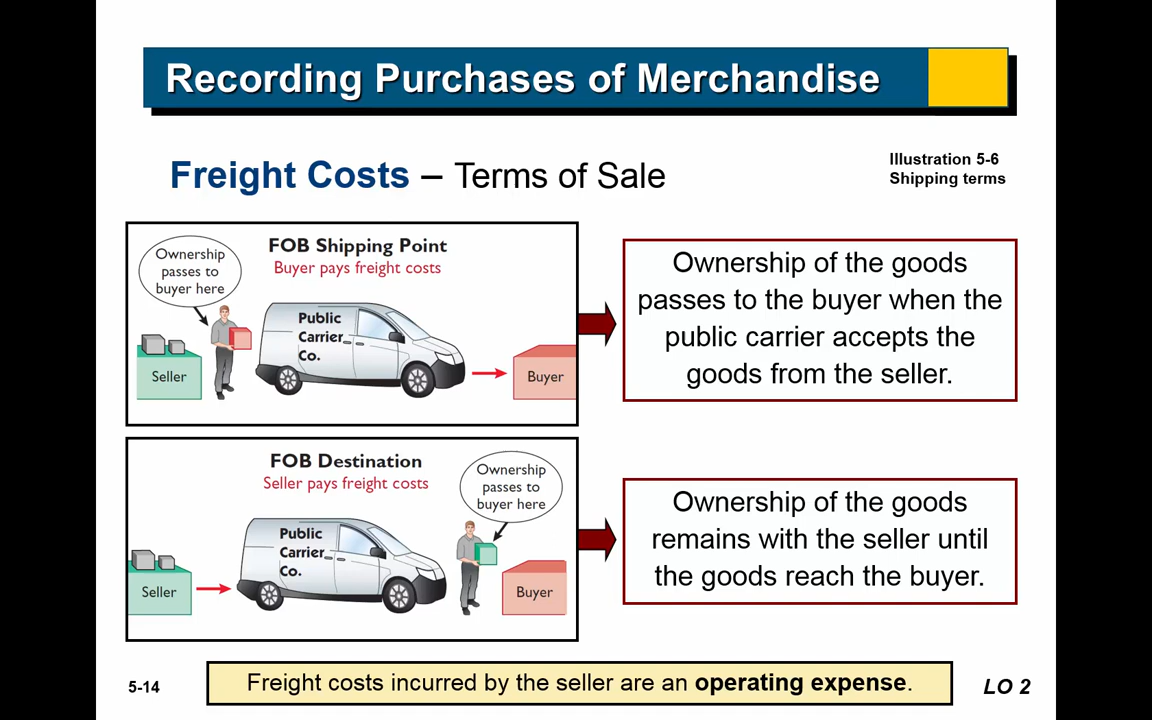 Recording Purchases of Merchandise
Freight Costs – Terms of Sale
Illustration 5-6
Shipping terms
FOB Shipping Point
Buyer pays freight costs
Ownership
passes to
buyer here
Public
Carrier
Co.
Seller
Buyer
Ownership of the goods
passes to the buyer when the
public carrier accepts the
goods from the seller.
FOB Destination
Seller pays freight costs
Ownership
passes to
buyer here
Public
Carrier
Co.
Seller
Buyer
Ownership of the goods
remains with the seller until
the goods reach the buyer.
5-14
Freight costs incurred by the seller are an operating expense.
LO 2